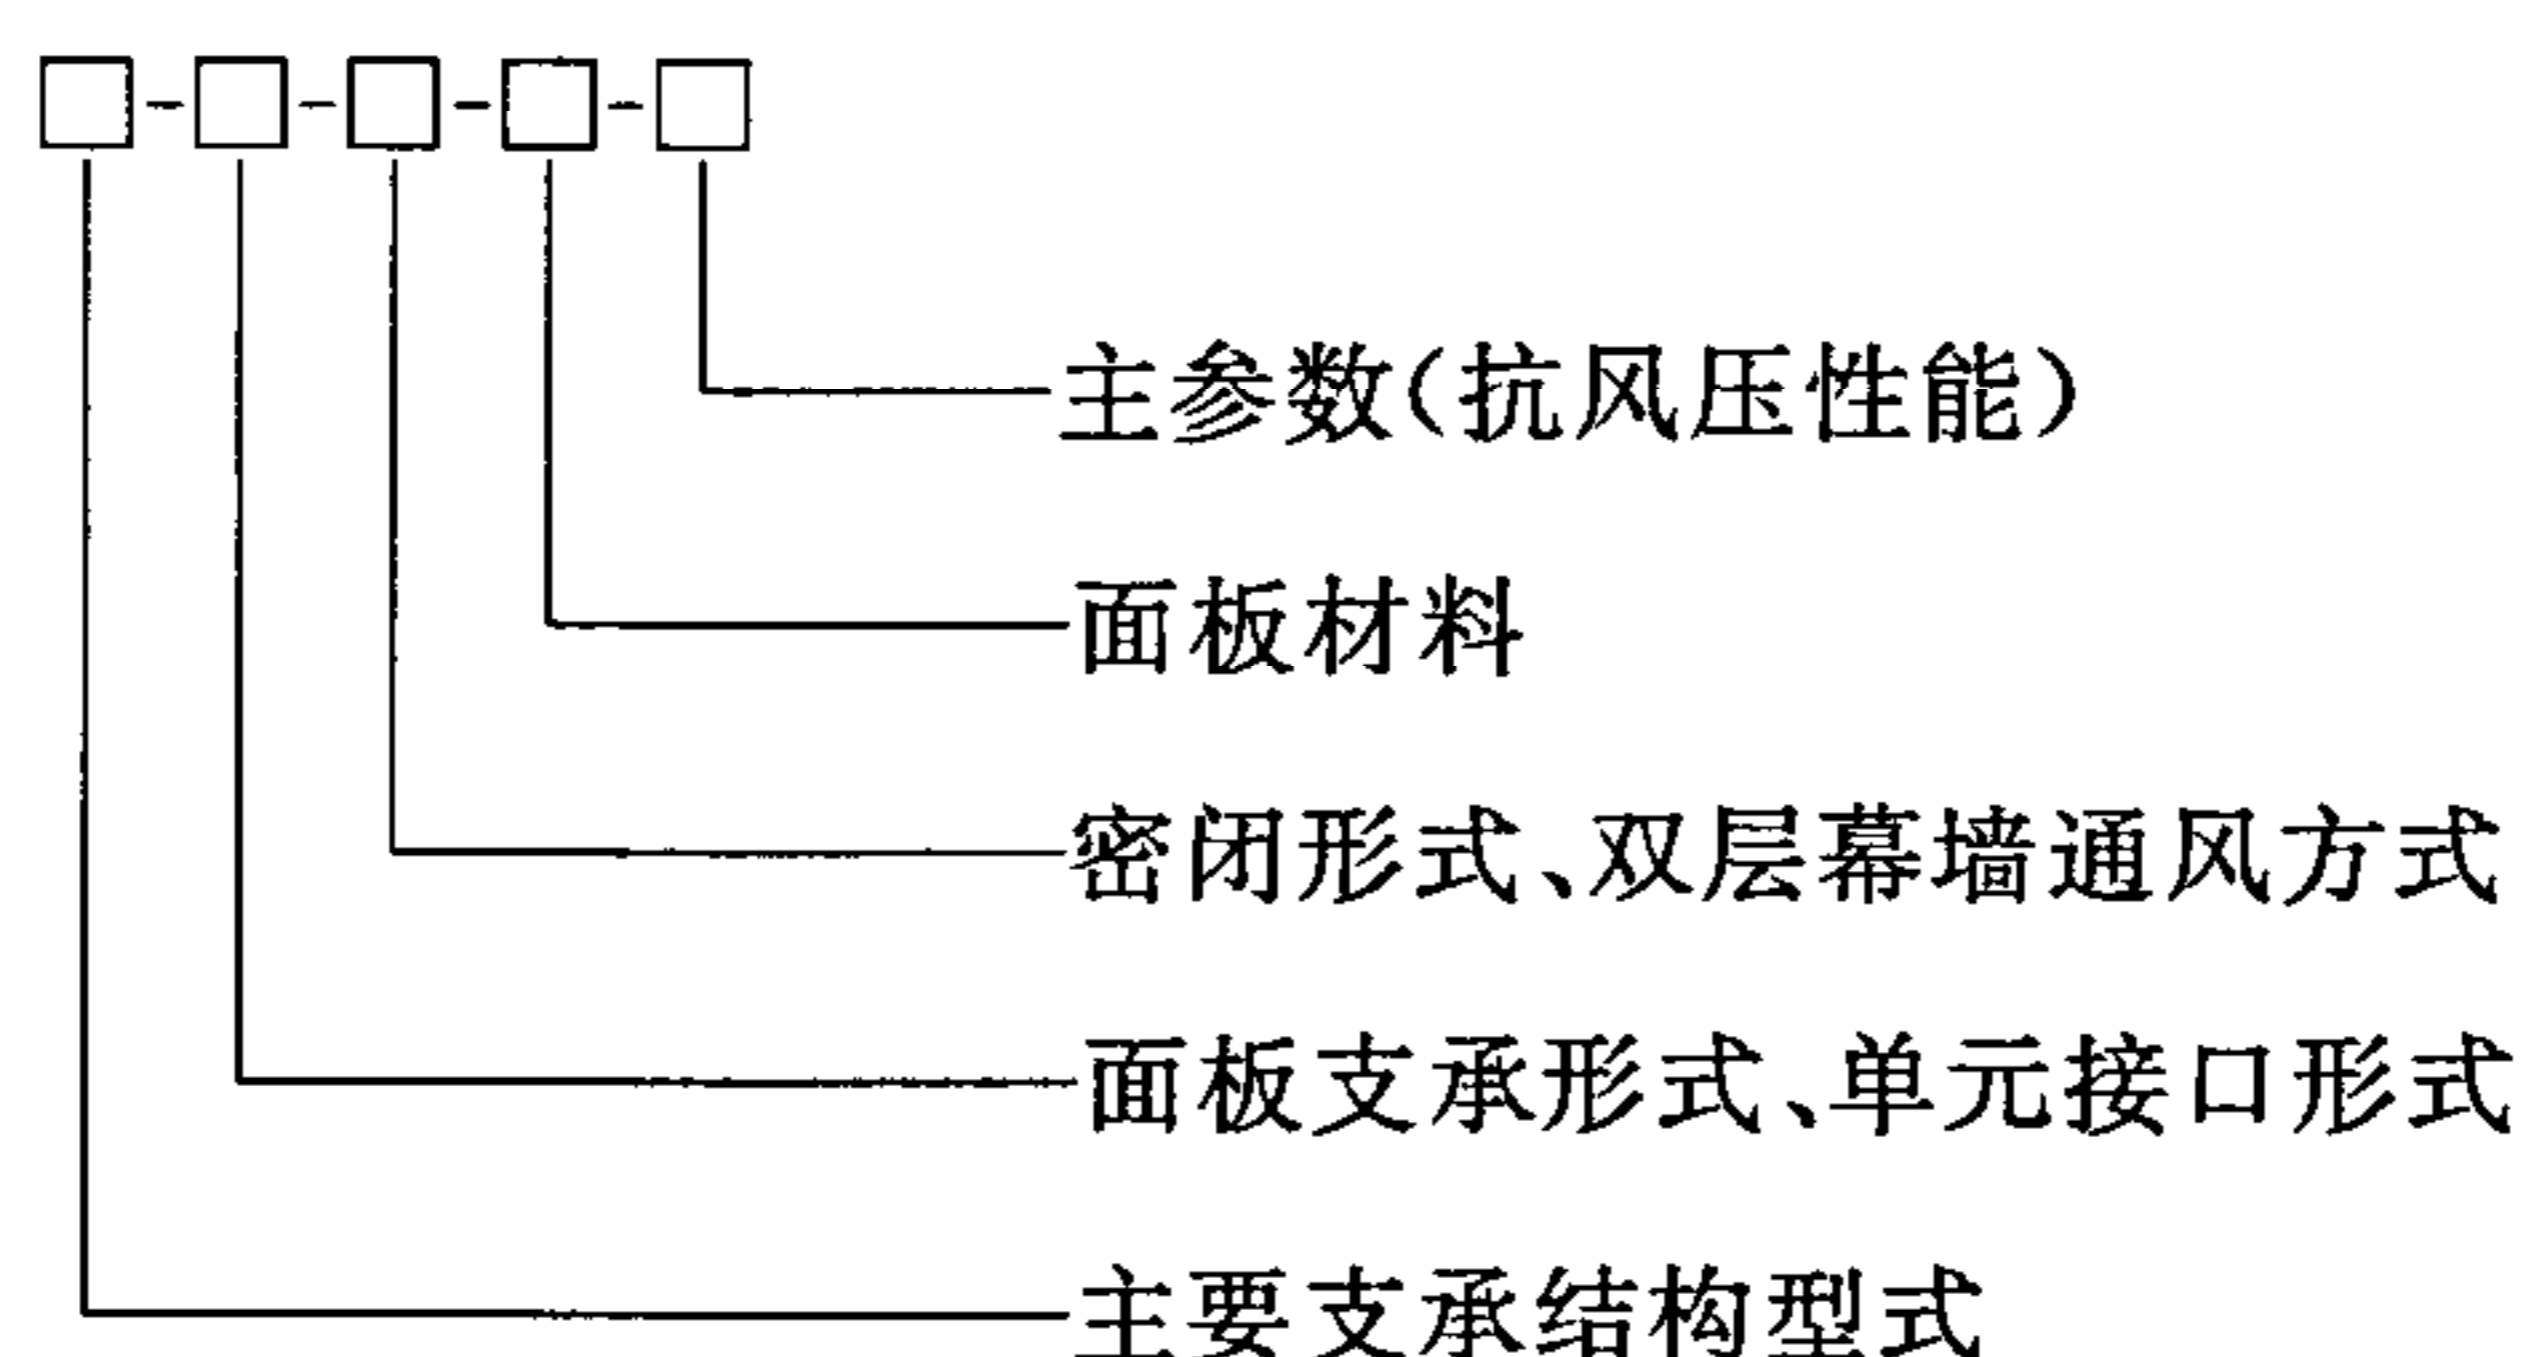 □-□-□-□-□
主参数(抗风压性能)
面板材料
密闭形式、双层幕墙通风方式
面板支承形式、单元接口形式
主要支承结构型式